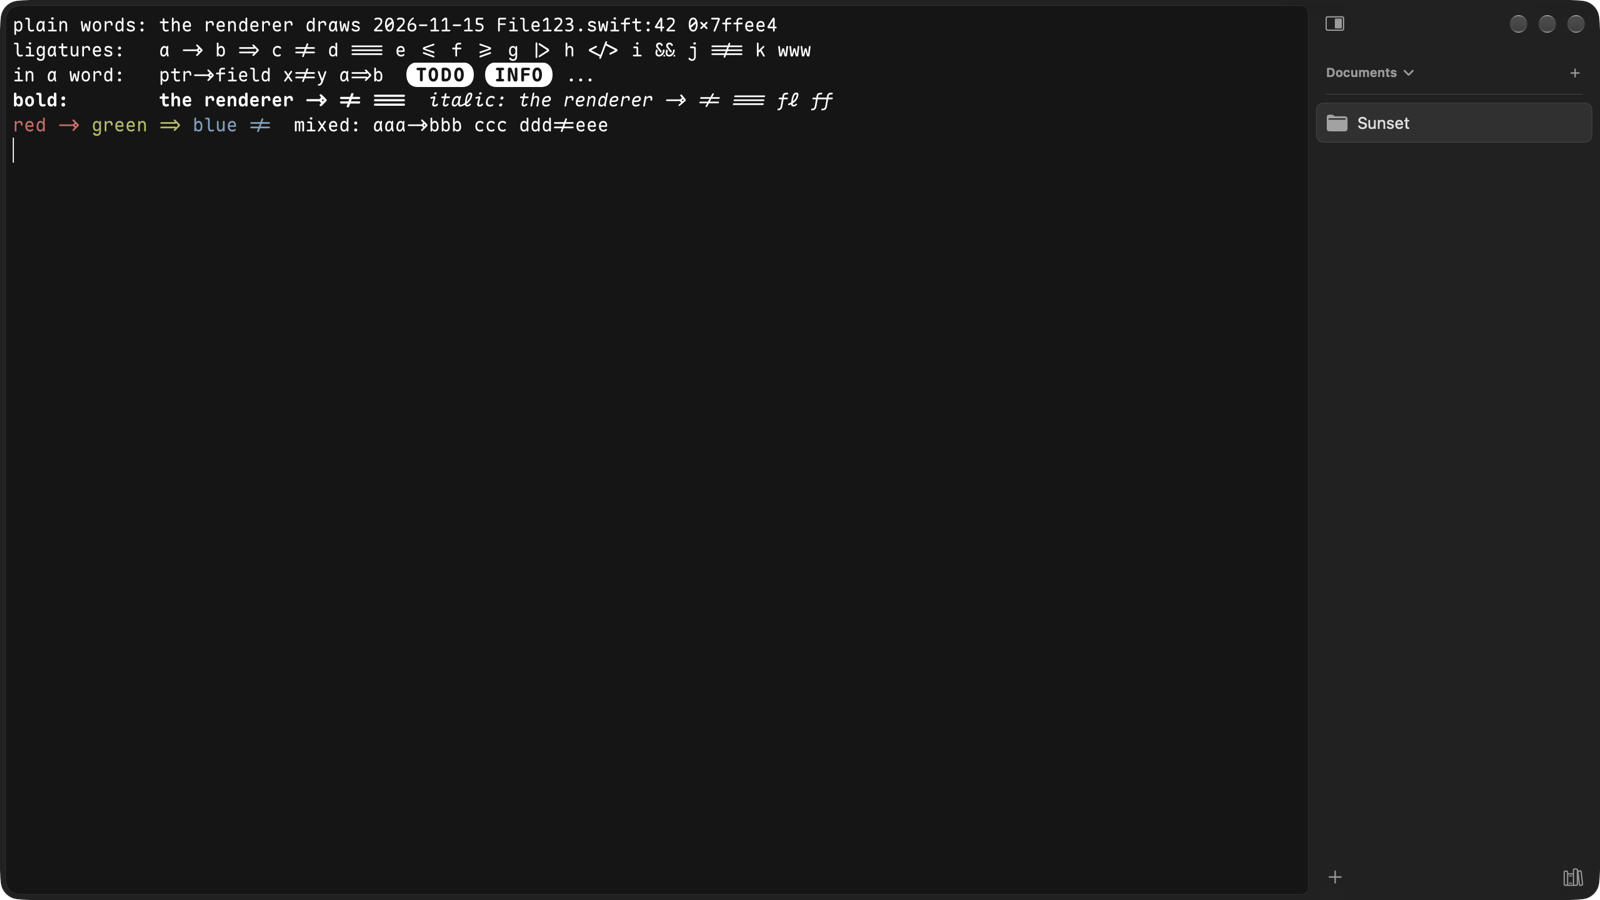 plain words: the renderer draws 2026-11-15 File123.swift:42 0×7ffee4
ligatures: a -> b => c != d === e <= f >= g |> h </> i && j !== k www
in a word: ptr->field x!=y a=>b TODO INFO ...
bold: the renderer -> != === italic: the renderer -> != === fl ff
red -> green => blue != mixed: aaa->bbb ccc ddd!=eee
Documents
Sunset